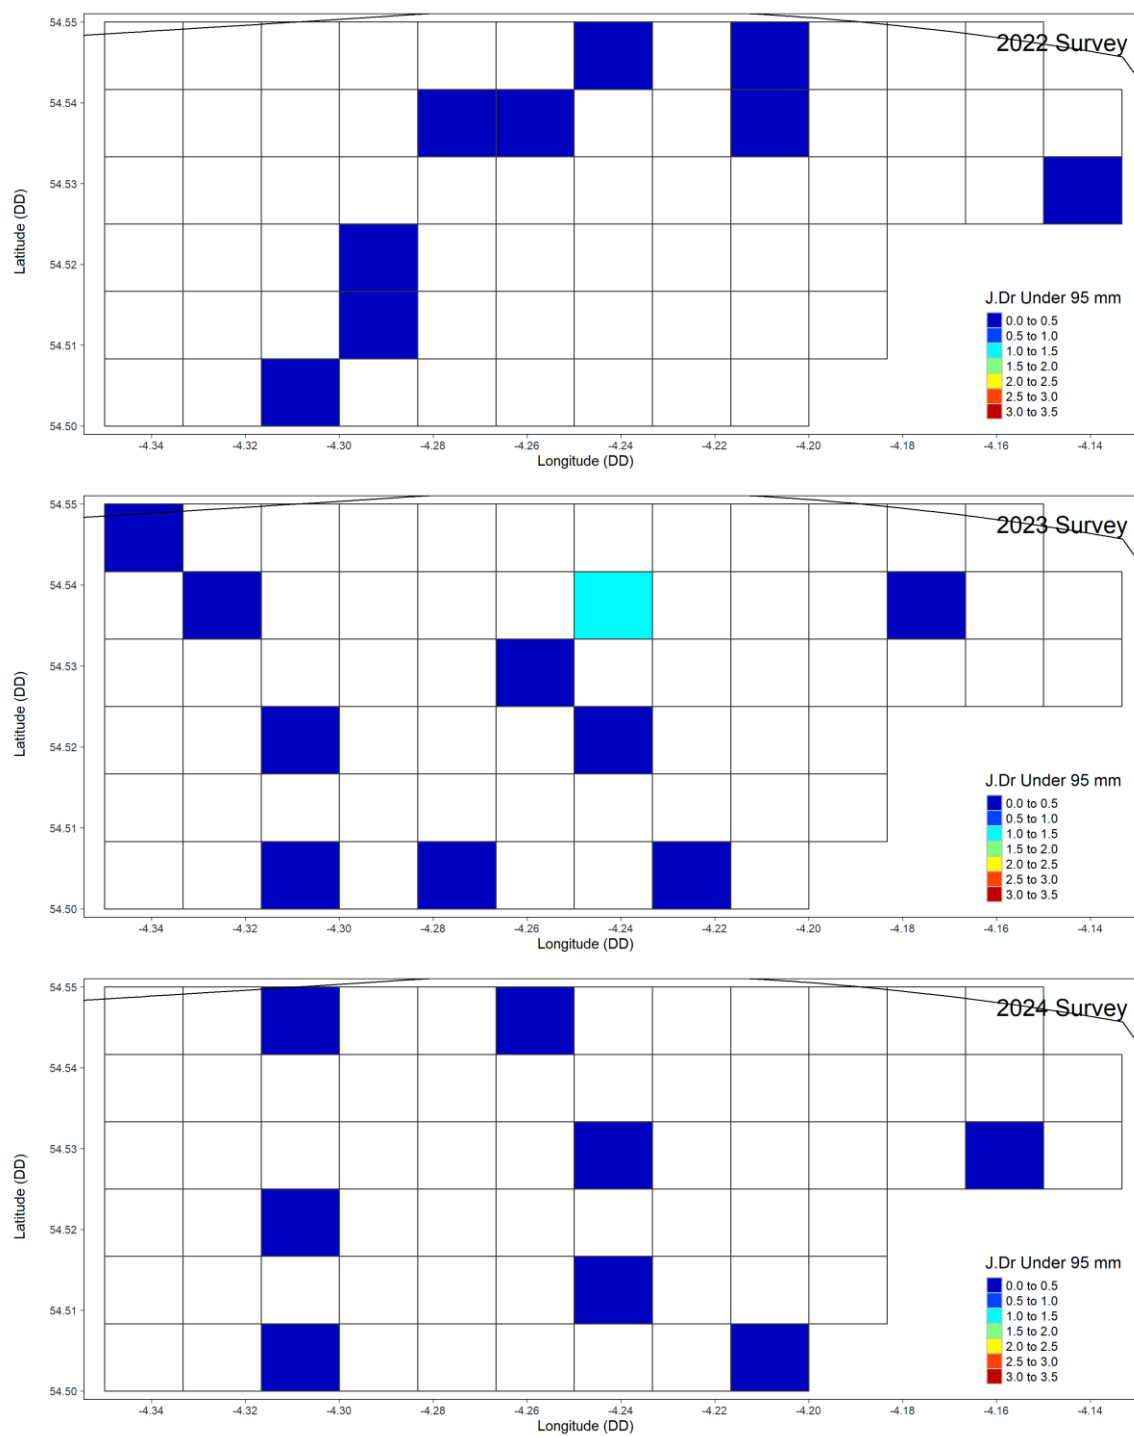 2022 Survey
54.55
54.54
54.53
54.52
54.51
54.50
Latitude (DD)
J.Dr Under 95 mm
0.0 to 0.5
0.5 to 1.0
1.0 to 1.5
1.5 to 2.0
2.0 to 2.5
2.5 to 3.0
3.0 to 3.5
-4.34 -4.32 -4.30 -4.28 -4.26 -4.24 -4.22 -4.20 -4.18 -4.16 -4.14
Longitude (DD)
2023 Survey
54.55
54.54
54.53
54.52
54.51
54.50
Latitude (DD)
J.Dr Under 95 mm
0.0 to 0.5
0.5 to 1.0
1.0 to 1.5
1.5 to 2.0
2.0 to 2.5
2.5 to 3.0
3.0 to 3.5
-4.34 -4.32 -4.30 -4.28 -4.26 -4.24 -4.22 -4.20 -4.18 -4.16 -4.14
Longitude (DD)
2024 Survey
54.55
54.54
54.53
54.52
54.51
54.50
Latitude (DD)
J.Dr Under 95 mm
0.0 to 0.5
0.5 to 1.0
1.0 to 1.5
1.5 to 2.0
2.0 to 2.5
2.5 to 3.0
3.0 to 3.5
-4.34 -4.32 -4.30 -4.28 -4.26 -4.24 -4.22 -4.20 -4.18 -4.16 -4.14
Longitude (DD)